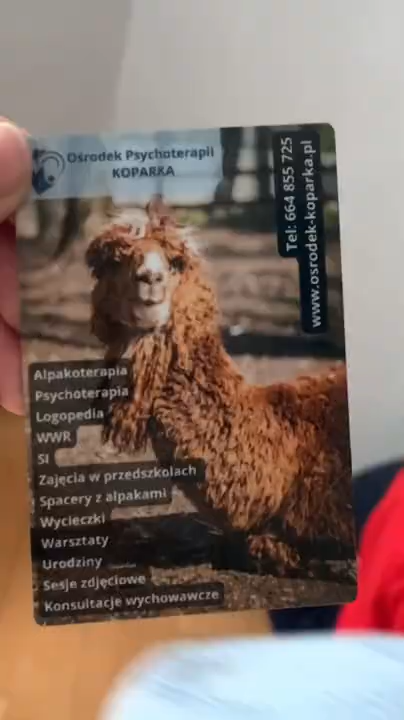 Ośrodek Psychoterapii
KOPARKA
Tel: 664 855 725
www.osrodek-koparka.pl
Alpakoterapia
Psychoterapia
Logopedia
WWR
SI
Zajęcia w przedszkolach
Spacery z alpakami
Wycieczki
Warsztaty
Urodziny
Sesje zdjęciowe
Konsultacje wychowawcze